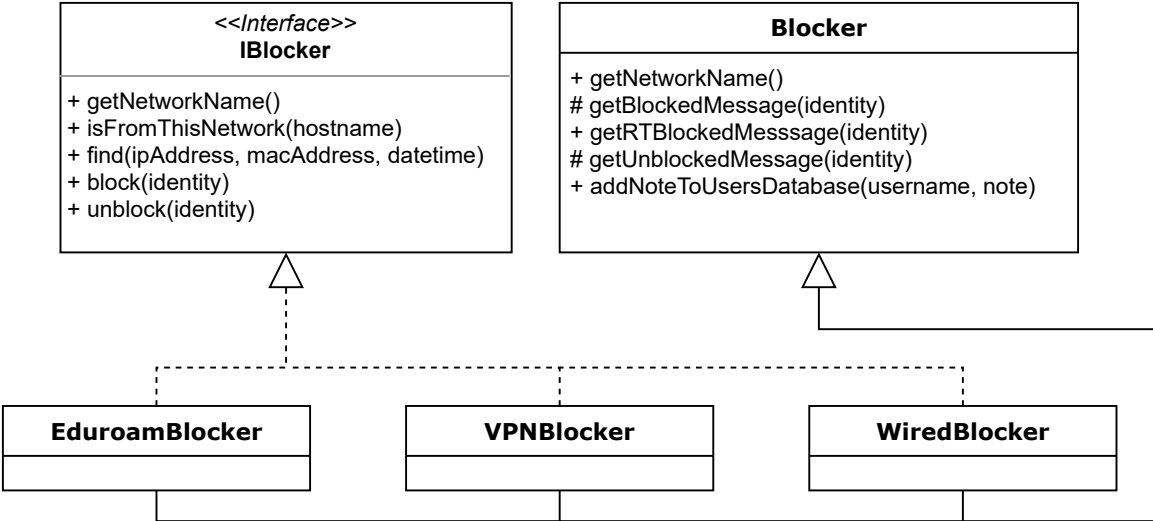 <<Interface>>
IBlocker
+ getNetworkName()
+ isFromThisNetwork(hostname)
+ find(ipAddress, macAddress, datetime)
+ block(identity)
+ unblock(identity)
Blocker
+ getNetworkName()
# getBlockedMessage(identity)
+ getRTBlockedMesssage(identity)
# getUnblockedMessage(identity)
+ addNoteToUsersDatabase(username, note)
EduroamBlocker
VPNBlocker
WiredBlocker